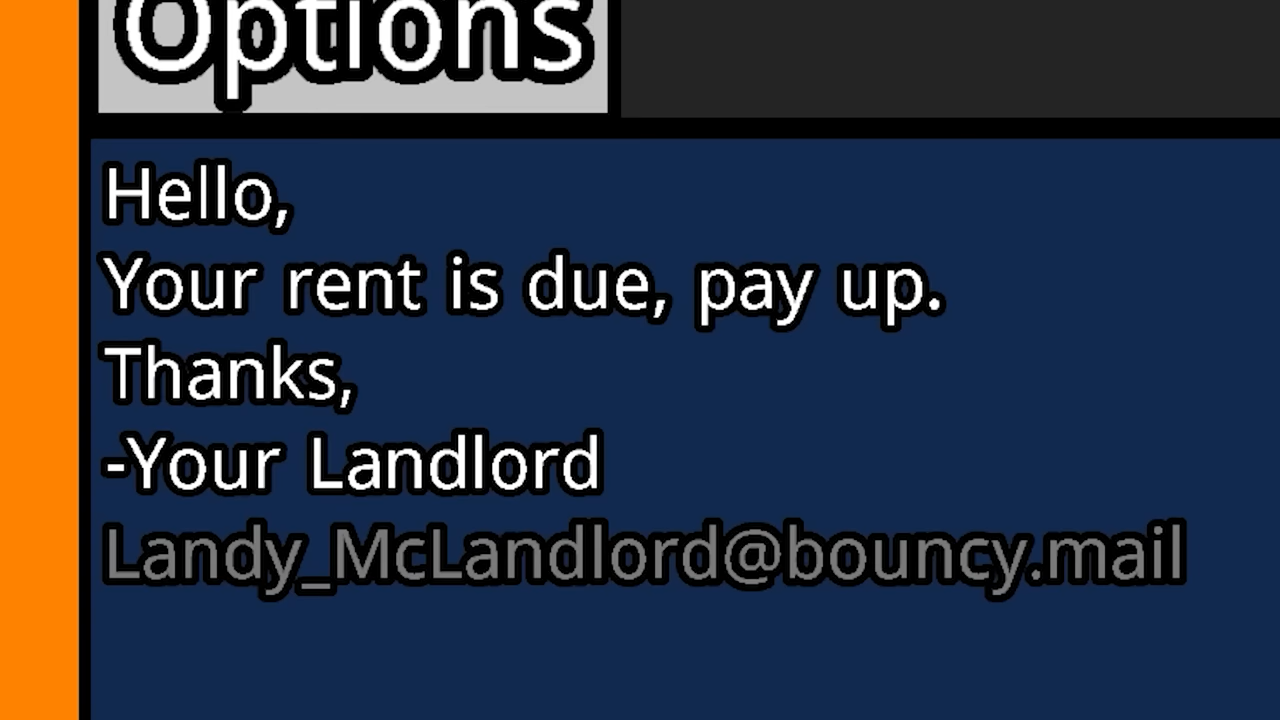 Options
Hello,
Your rent is due, pay up.
Thanks,
-Your Landlord
Landy_McLandlord@bouncy.mail